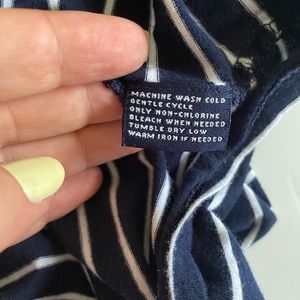 MACHINE WASH COLD
GENTLE CYCLE
ONLY NON-CHLORINE
BLEACH WHEN NEEDED
TUMBLE DRY LOW
WARM IRON IF NEEDED